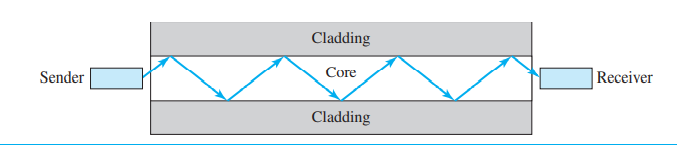 Cladding
Sender
Core
Receiver
Cladding